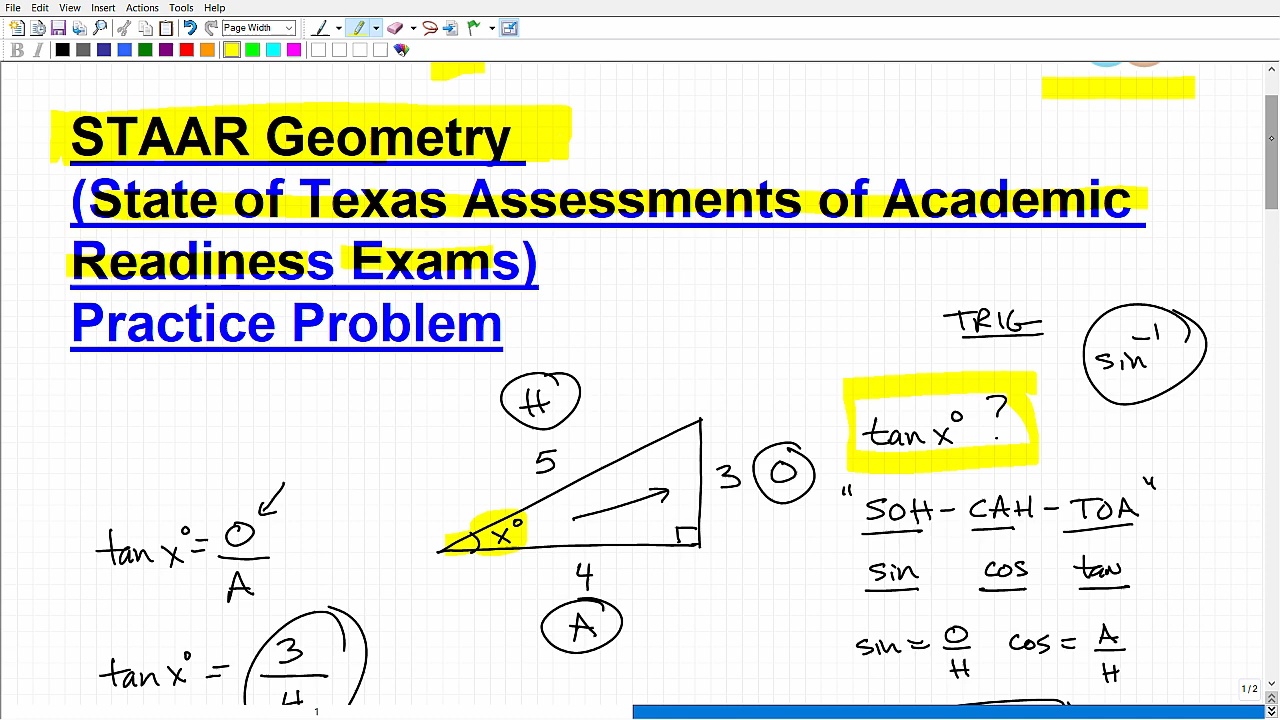 File Edit View Insert Actions Tools Help
Page Width
B I
STAAR Geometry
(State of Texas Assessments of Academic
Readiness Exams)
Practice Problem
TRIG
sin⁻¹
H
tan x° ?
5
3 O
"SOH - CAH - TOA"
x°
tan x° = O/A
4
sin cos tan
A
sin = O/H cos = A/H
tan x° = 3/4
1/2
1